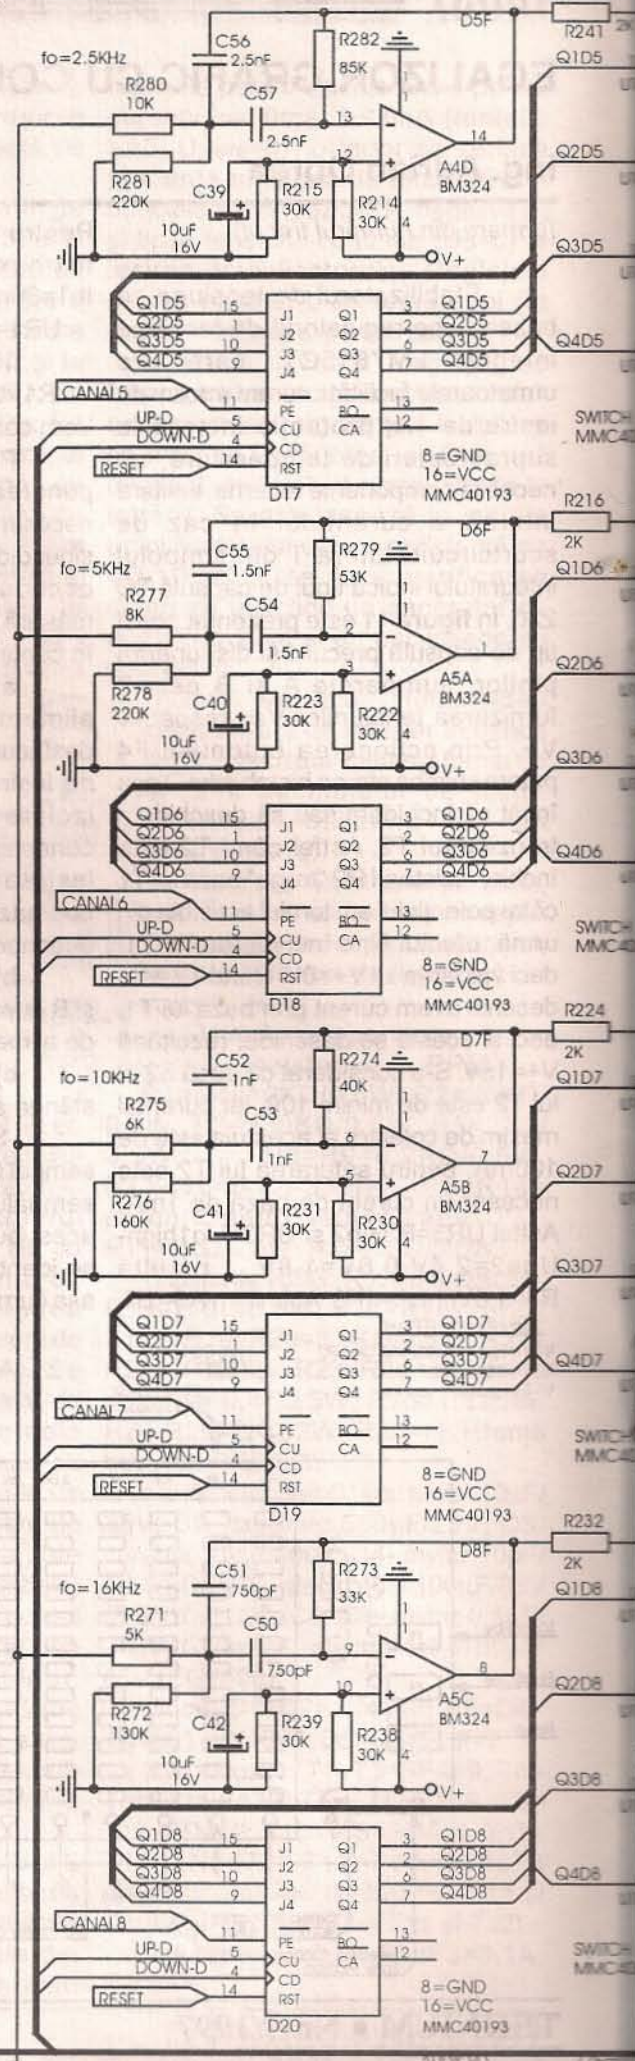 D5F
R241
C56
2.5nF
R282
85K
fo=2.5KHz
Q1D5
R280
10K
C57
2.5nF
13
14
12
A4D
BM324
Q2D5
R281
220K
C39
R215
30K
R214
30K
4
10uF
16V
V+
Q3D5
Q1D5 15 J1 Q1 3 Q1D5
Q2D5 1 J2 Q2 2 Q2D5
Q3D5 10 J3 Q3 6 Q3D5
Q4D5 9 J4 Q4 7 Q4D5
Q4D5
CANAL5
11 PE BO 13
UP-D 5 CU CA 12
DOWN-D 4 CD
RESET 14 RST
SWITCH
MMC40
8=GND
16=VCC
MMC40193
D17
D6F
R216
2K
C55
1.5nF
R279
53K
fo=5KHz
Q1D6
R277
8K
C54
1.5nF
2
1
3
A5A
BM324
Q2D6
R278
220K
C40
R223
30K
R222
30K
4
10uF
16V
V+
Q3D6
Q1D6 15 J1 Q1 3 Q1D6
Q2D6 1 J2 Q2 2 Q2D6
Q3D6 10 J3 Q3 6 Q3D6
Q4D6 9 J4 Q4 7 Q4D6
Q4D6
CANAL6
11 PE BO 13
UP-D 5 CU CA 12
DOWN-D 4 CD
RESET 14 RST
SWITCH
MMC40
8=GND
16=VCC
MMC40193
D18
D7F
R224
2K
C52
1nF
R274
40K
fo=10KHz
Q1D7
R275
6K
C53
1nF
6
7
5
A5B
BM324
Q2D7
R276
160K
C41
R231
30K
R230
30K
4
10uF
16V
V+
Q3D7
Q1D7 15 J1 Q1 3 Q1D7
Q2D7 1 J2 Q2 2 Q2D7
Q3D7 10 J3 Q3 6 Q3D7
Q4D7 9 J4 Q4 7 Q4D7
Q4D7
CANAL7
11 PE BO 13
UP-D 5 CU CA 12
DOWN-D 4 CD
RESET 14 RST
SWITCH
MMC40
8=GND
16=VCC
MMC40193
D19
D8F
R232
2K
C51
750pF
R273
33K
fo=16KHz
Q1D8
R271
5K
C50
750pF
9
8
10
A5C
BM324
Q2D8
R272
130K
C42
R239
30K
R238
30K
4
10uF
16V
V+
Q3D8
Q1D8 15 J1 Q1 3 Q1D8
Q2D8 1 J2 Q2 2 Q2D8
Q3D8 10 J3 Q3 6 Q3D8
Q4D8 9 J4 Q4 7 Q4D8
Q4D8
CANAL8
11 PE BO 13
UP-D 5 CU CA 12
DOWN-D 4 CD
RESET 14 RST
SWITCH
MMC40
8=GND
16=VCC
MMC40193
D20